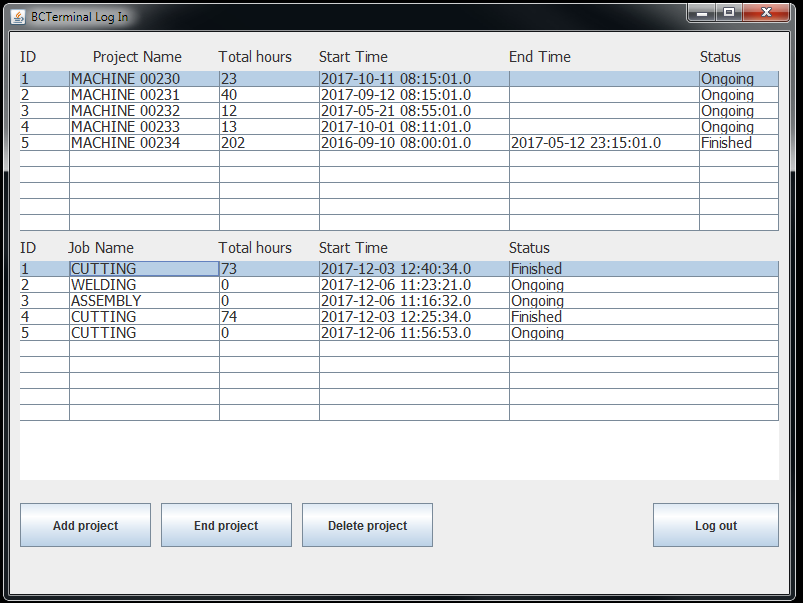 BCTerminal Log In
ID Project Name Total hours Start Time End Time Status
1 MACHINE 00230 23 2017-10-11 08:15:01.0 Ongoing
2 MACHINE 00231 40 2017-09-12 08:15:01.0 Ongoing
3 MACHINE 00232 12 2017-05-21 08:55:01.0 Ongoing
4 MACHINE 00233 13 2017-10-01 08:11:01.0 Ongoing
5 MACHINE 00234 202 2016-09-10 08:00:01.0 2017-05-12 23:15:01.0 Finished
ID Job Name Total hours Start Time Status
1 CUTTING 73 2017-12-03 12:40:34.0 Finished
2 WELDING 0 2017-12-06 11:23:21.0 Ongoing
3 ASSEMBLY 0 2017-12-06 11:16:32.0 Ongoing
4 CUTTING 74 2017-12-03 12:25:34.0 Finished
5 CUTTING 0 2017-12-06 11:56:53.0 Ongoing
Add project End project Delete project Log out